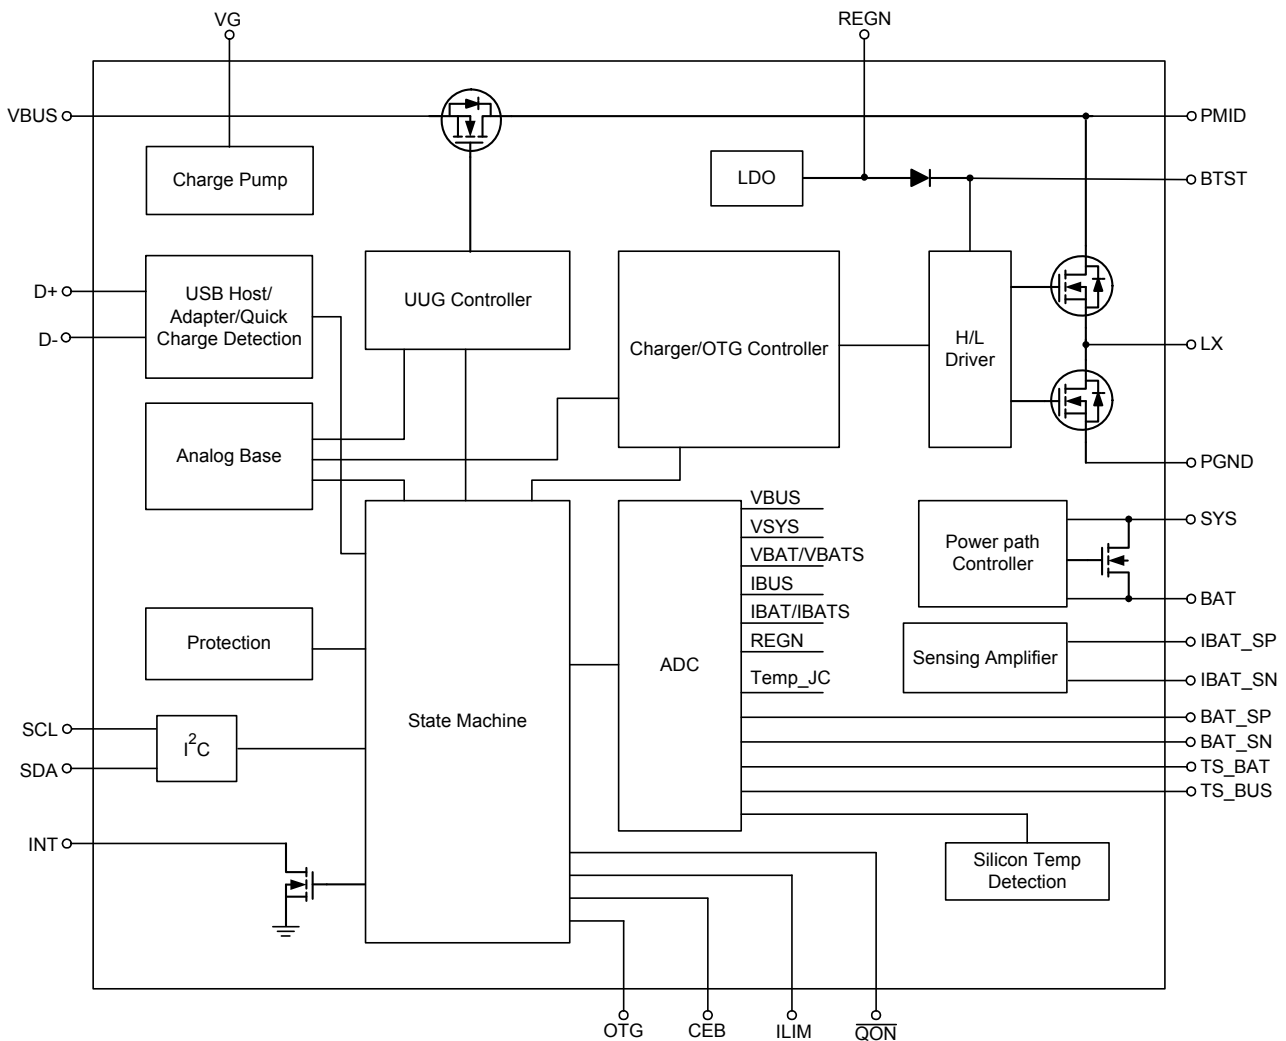 VG
REGN
VBUS
PMID
Charge Pump
LDO
BTST
D+
D-
USB Host/
Adapter/Quick
Charge Detection
UUG Controller
Charger/OTG Controller
H/L
Driver
LX
Analog Base
PGND
VBUS
VSYS
VBAT/VBATS
IBUS
IBAT/IBATS
REGN
Temp_JC
Power path
Controller
SYS
BAT
Protection
ADC
Sensing Amplifier
IBAT_SP
IBAT_SN
State Machine
BAT_SP
BAT_SN
TS_BAT
TS_BUS
SCL
SDA
I2C
INT
Silicon Temp
Detection
OTG
CEB
ILIM
QON